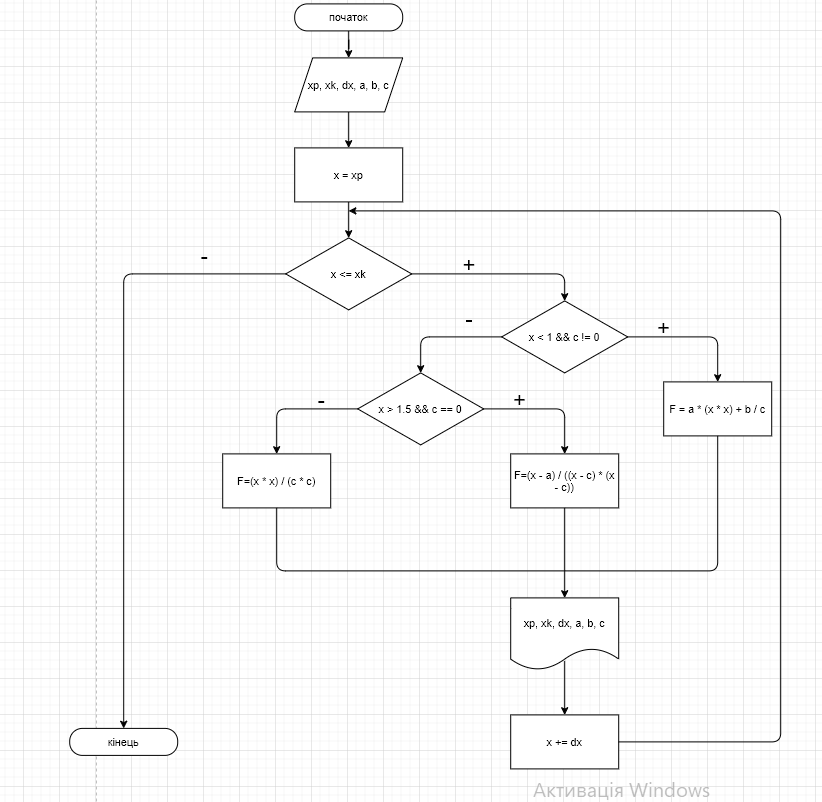 початок
xp, xk, dx, a, b, c
x = xp
-
+
x <= xk
-
+
x < 1 && c != 0
-
+
x > 1.5 && c == 0
F = a * (x * x) + b / c
F=(x * x) / (c * c)
F=(x - a) / ((x - c) * (x
- c))
xp, xk, dx, a, b, c
x += dx
кінець
Активація Windows